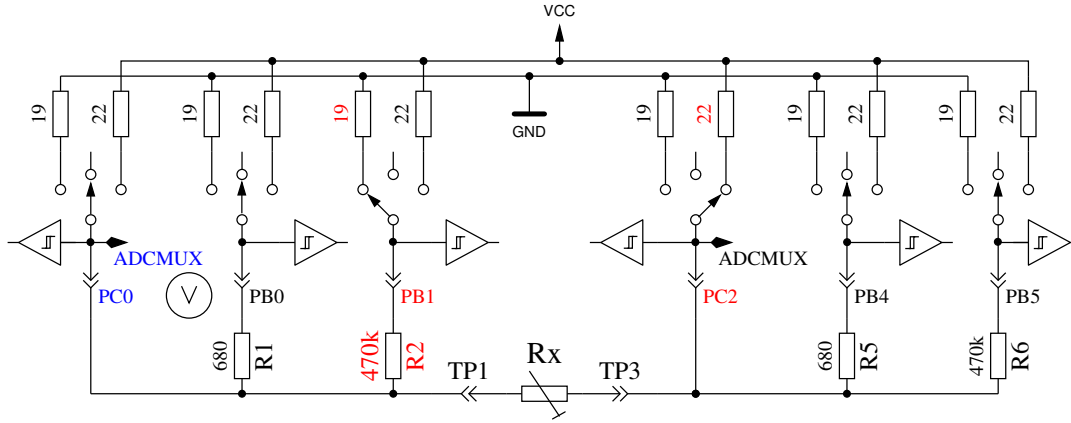 VCC
19
22
19
22
19
22
GND
19
22
19
22
19
22
ADCMUX
ADCMUX
PC0
V
PB0
PB1
PC2
PB4
PB5
680
R1
470k
R2
TP1
Rx
TP3
680
R5
470k
R6